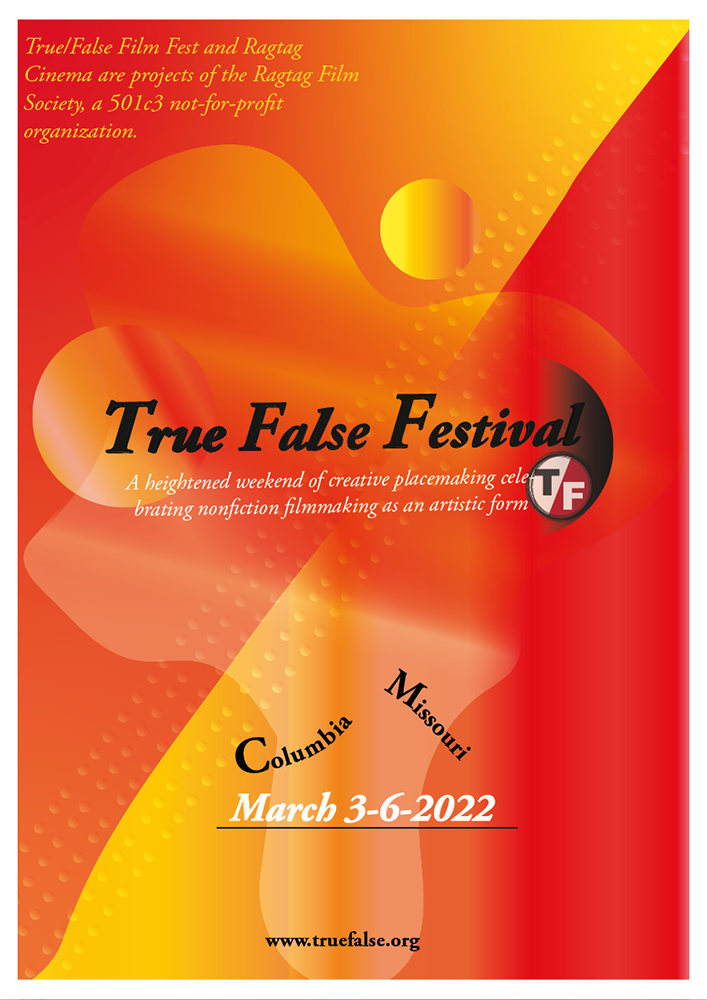 True/False Film Fest and Ragtag
Cinema are projects of the Ragtag Film
Society, a 501c3 not-for-profit
organization.
True False Festival
A heightened weekend of creative placemaking cele-
brating nonfiction filmmaking as an artistic form
T/F
Columbia
Missouri
March 3-6-2022
www.truefalse.org